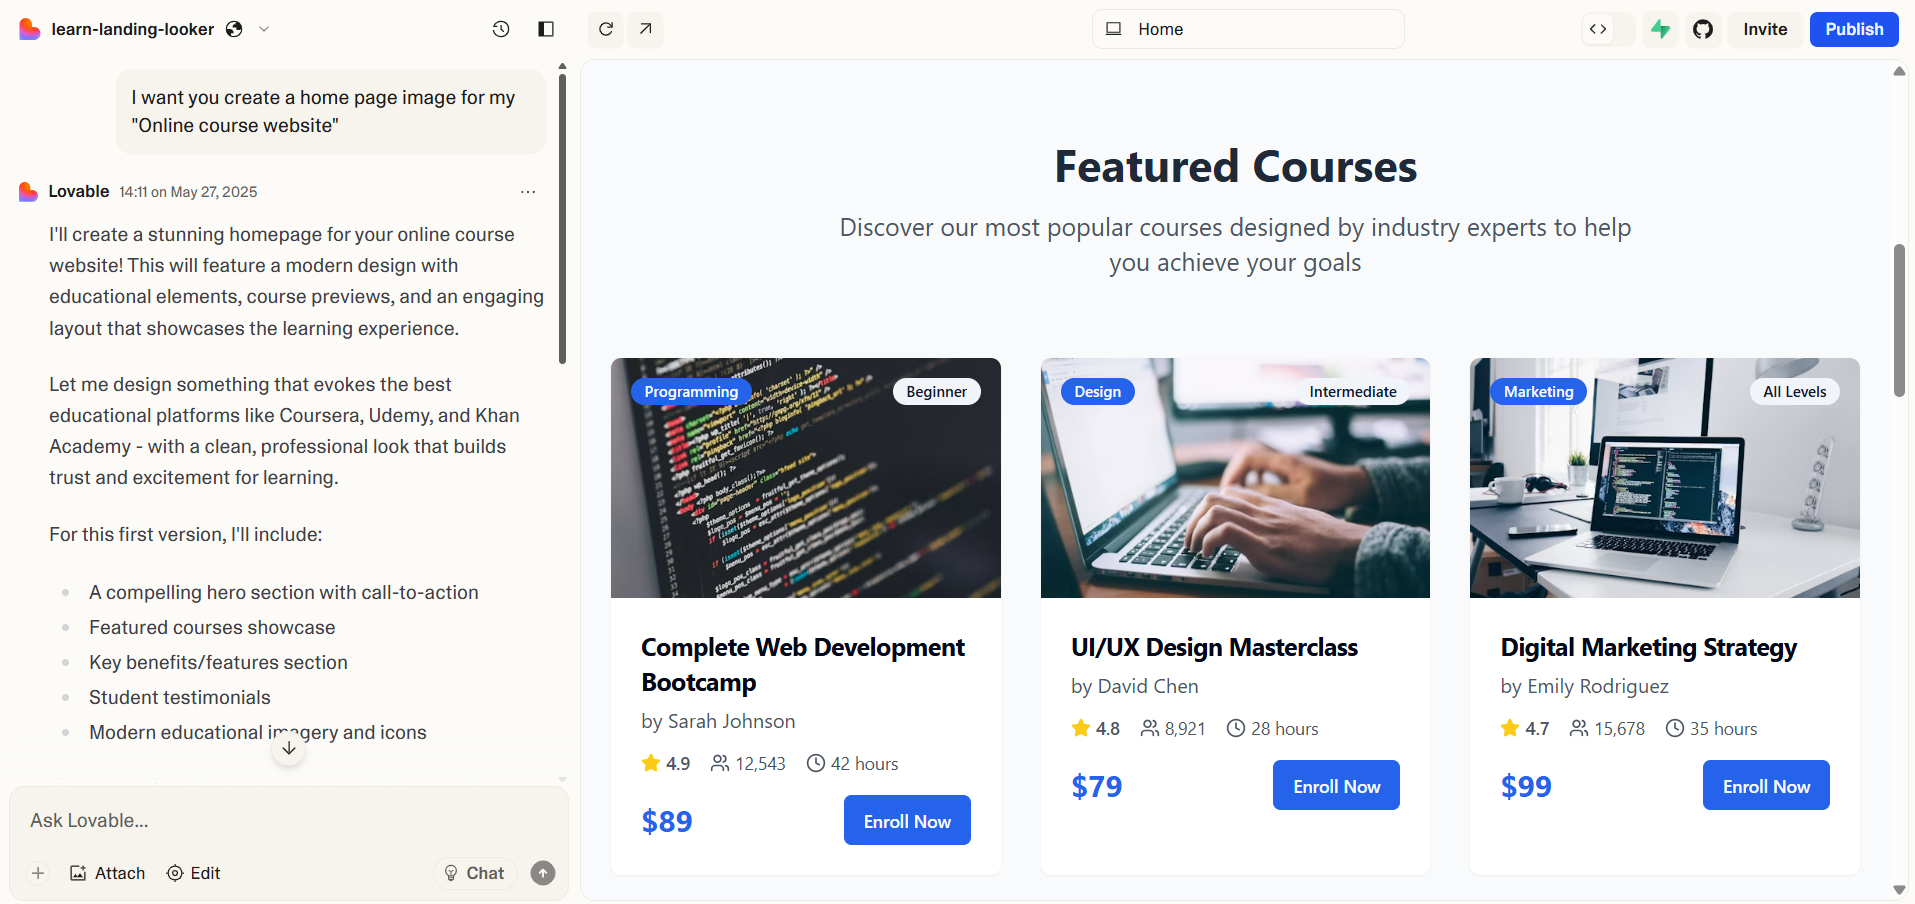 learn-landing-looker
Home
Invite
Publish
I want you create a home page image for my
"Online course website"
Lovable 14:11 on May 27, 2025
I'll create a stunning homepage for your online course
website! This will feature a modern design with
educational elements, course previews, and an engaging
layout that showcases the learning experience.
Let me design something that evokes the best
educational platforms like Coursera, Udemy, and Khan
Academy - with a clean, professional look that builds
trust and excitement for learning.
For this first version, I'll include:
A compelling hero section with call-to-action
Featured courses showcase
Key benefits/features section
Student testimonials
Modern educational imagery and icons
Ask Lovable...
Attach
Edit
Chat
Featured Courses
Discover our most popular courses designed by industry experts to help
you achieve your goals
Programming
Beginner
Complete Web Development
Bootcamp
by Sarah Johnson
4.9 12,543 42 hours
$89
Enroll Now
Design
Intermediate
UI/UX Design Masterclass
by David Chen
4.8 8,921 28 hours
$79
Enroll Now
Marketing
All Levels
Digital Marketing Strategy
by Emily Rodriguez
4.7 15,678 35 hours
$99
Enroll Now